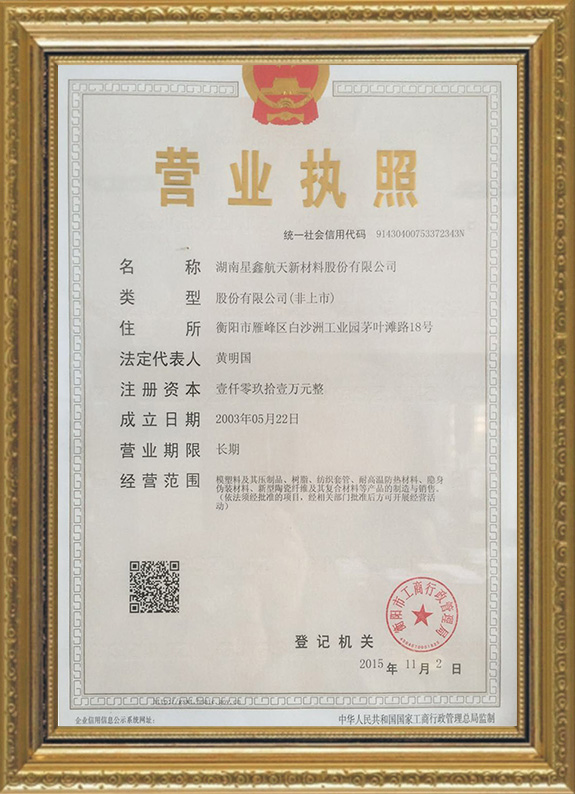 营业执照
统一社会信用代码 91430400753372343N
名称 湖南星鑫航天新材料股份有限公司
类型 股份有限公司(非上市)
住所 衡阳市雁峰区白沙洲工业园茅叶滩路18号
法定代表人 黄明国
注册资本 壹仟零玖拾壹万元整
成立日期 2003年05月22日
营业期限 长期
经营范围 模塑料及其压制品、树脂、纺织套管、耐高温防热材料、隐身
伪装材料、新型陶瓷纤维及其复合材料等产品的制造与销售。
（依法须经批准的项目，经相关部门批准后方可开展经营活
动）
衡阳市工商行政管理局
登记机关
2015年11月2日
企业信用信息公示系统网址：
中华人民共和国国家工商行政管理总局监制